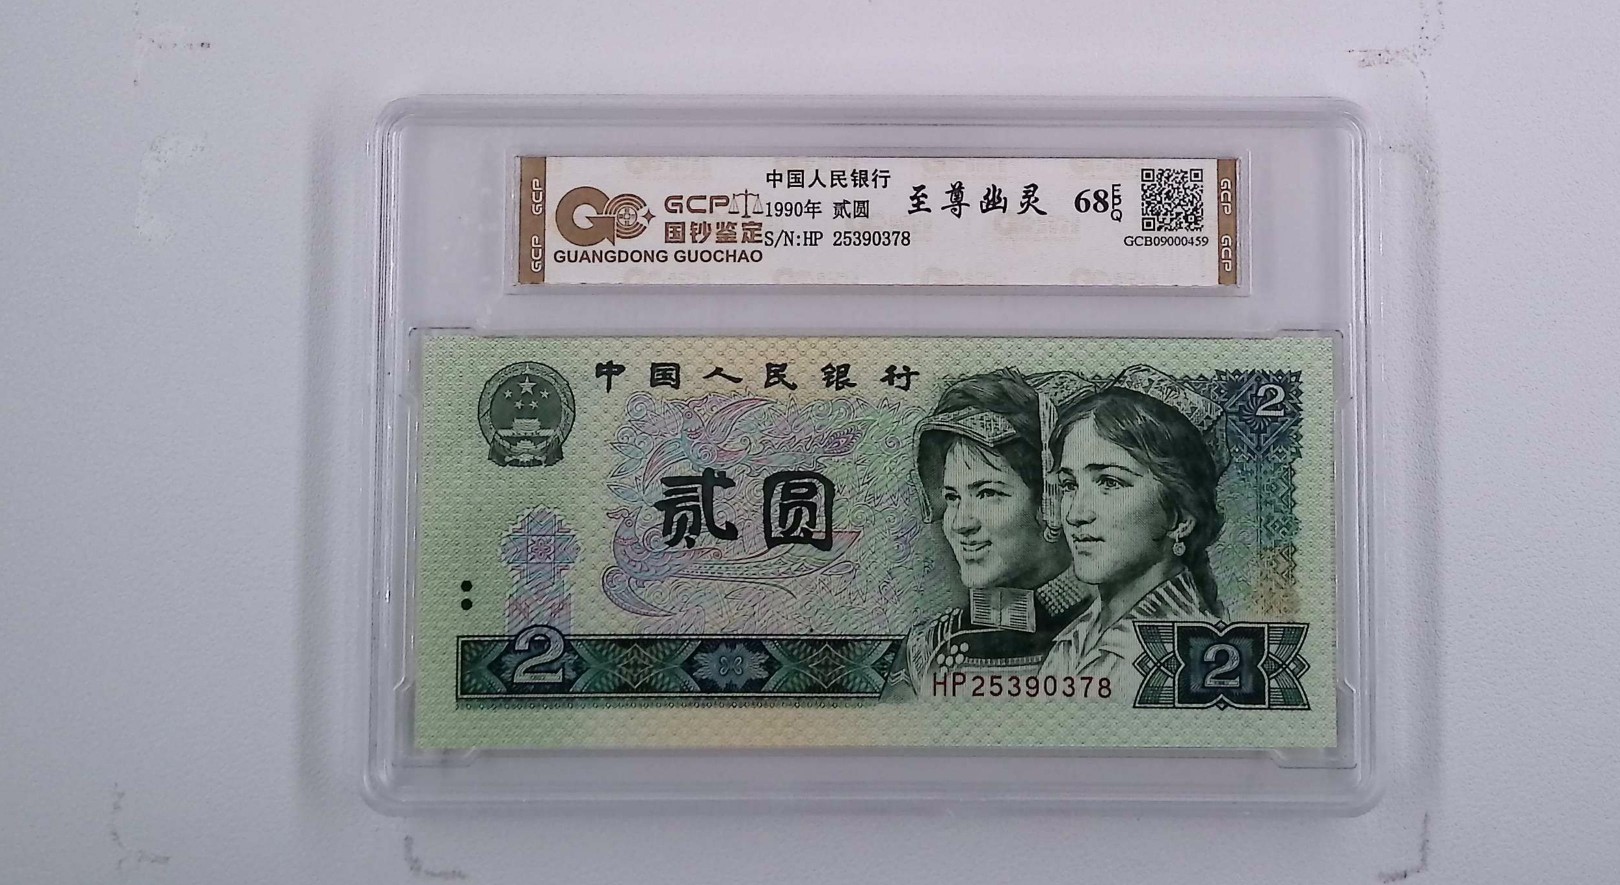 中国人民银行
GCP 1990年 贰圆 至尊幽灵 68 EPQ
国钞鉴定 S/N:HP 25390378 GCB09000459
GUANGDONG GUOCHAO
GCP GCP
GCP GCP
中国人民银行
2
贰圆
2
2
HP25390378